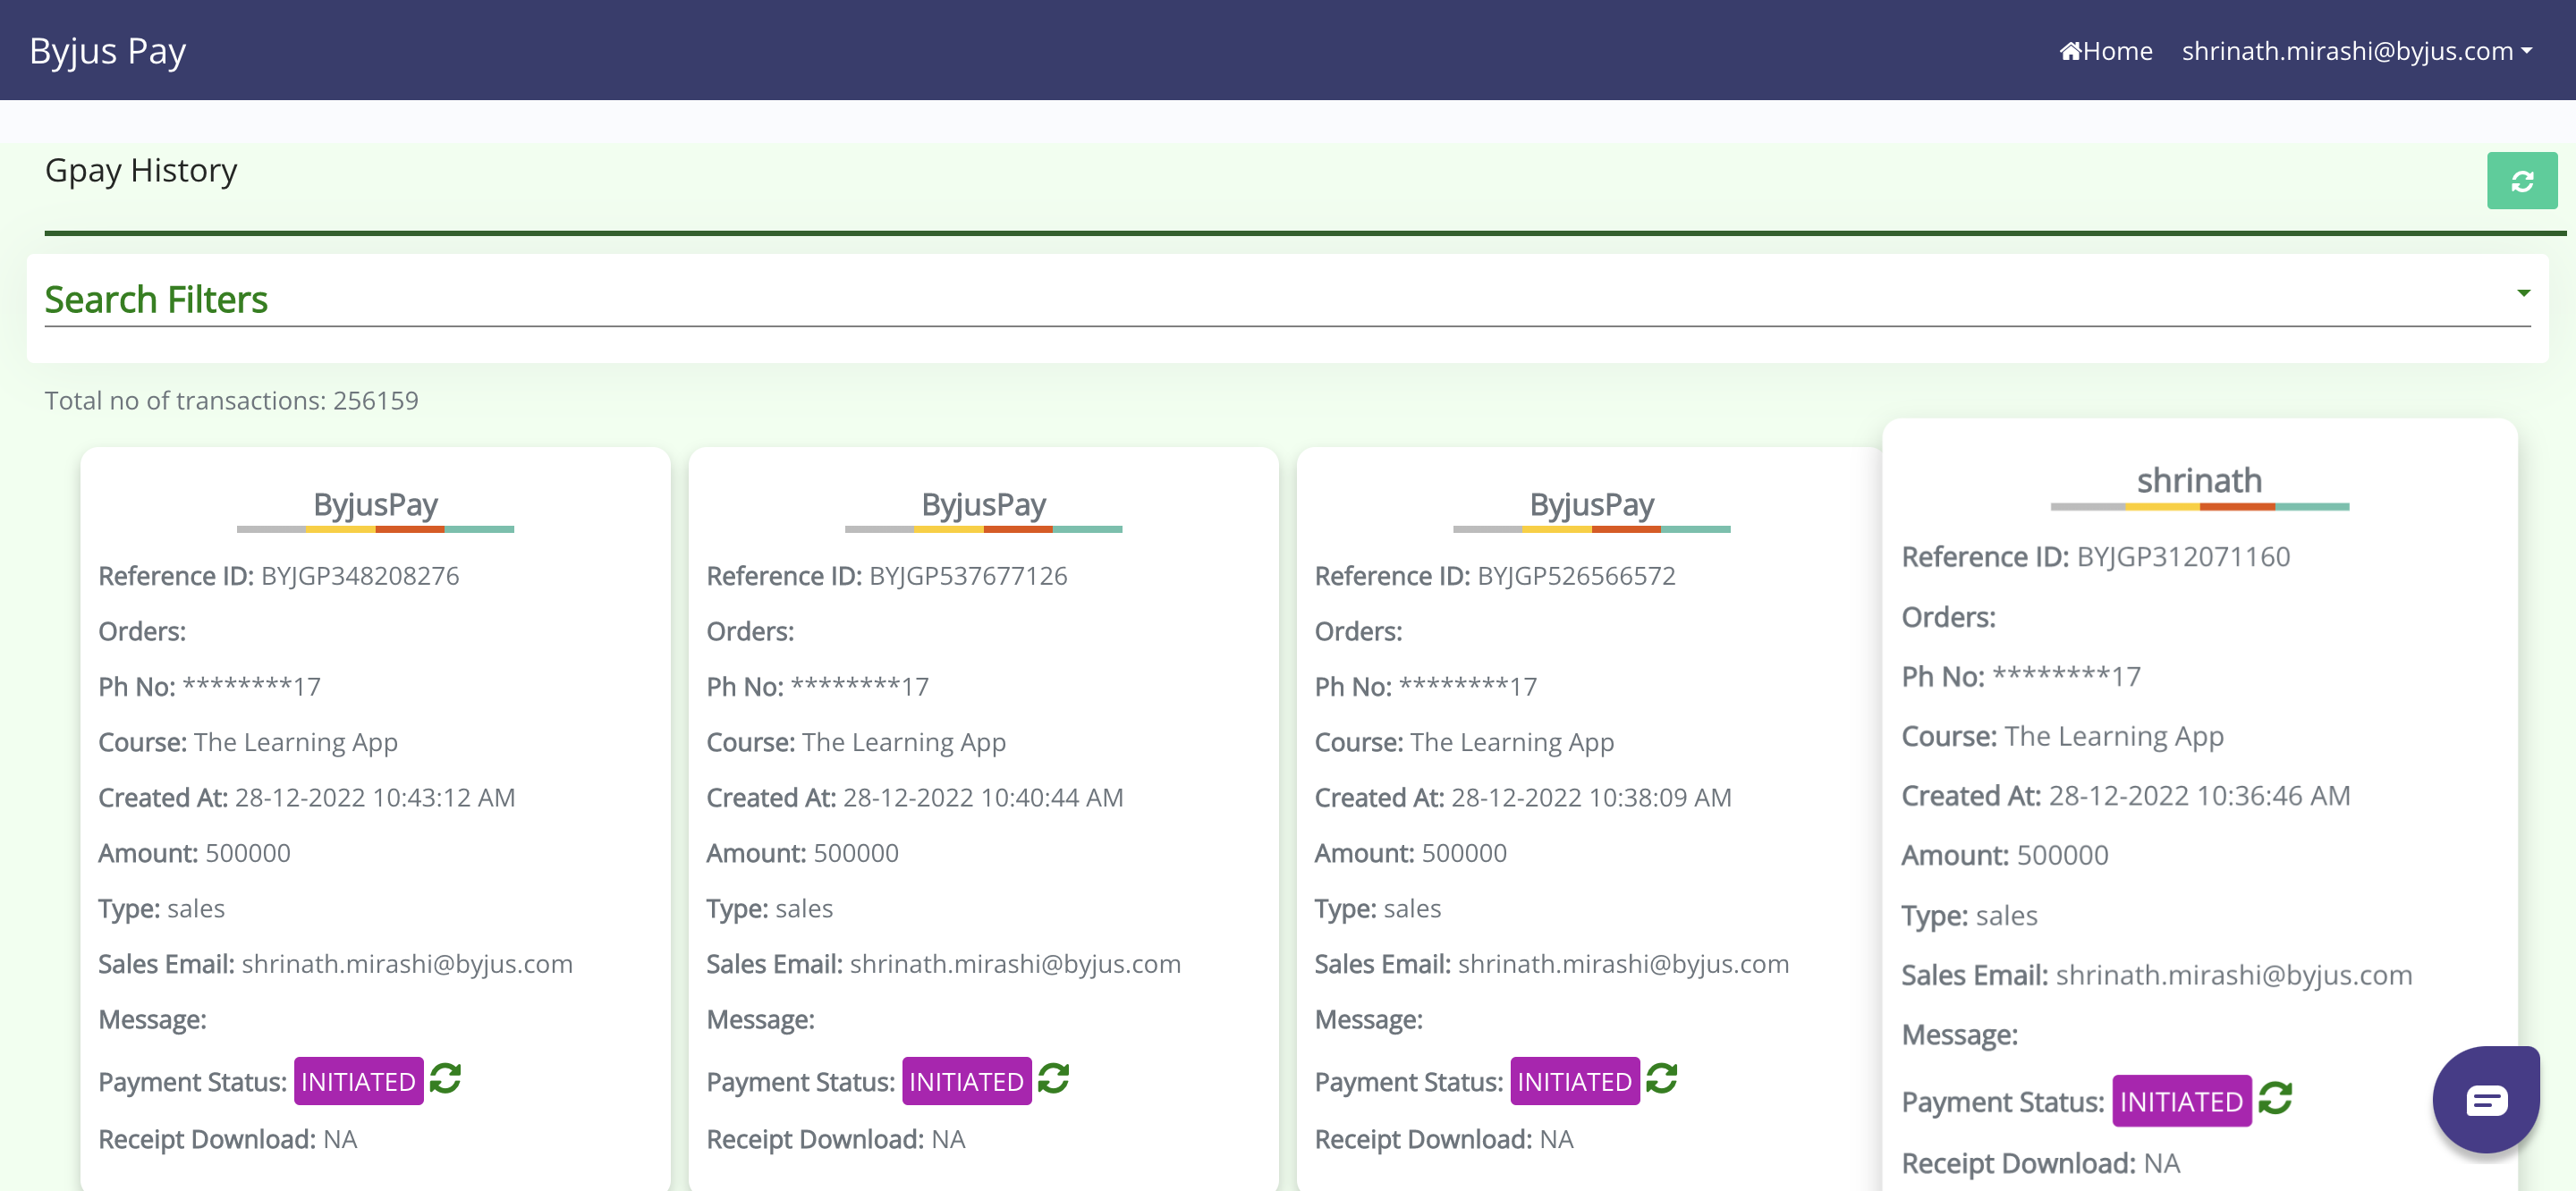 Byjus Pay
Home shrinath.mirashi@byjus.com
Gpay History
Search Filters
Total no of transactions: 256159
ByjusPay
Reference ID: BYJGP348208276
Orders:
Ph No: ********17
Course: The Learning App
Created At: 28-12-2022 10:43:12 AM
Amount: 500000
Type: sales
Sales Email: shrinath.mirashi@byjus.com
Message:
Payment Status: INITIATED
Receipt Download: NA
ByjusPay
Reference ID: BYJGP537677126
Orders:
Ph No: ********17
Course: The Learning App
Created At: 28-12-2022 10:40:44 AM
Amount: 500000
Type: sales
Sales Email: shrinath.mirashi@byjus.com
Message:
Payment Status: INITIATED
Receipt Download: NA
ByjusPay
Reference ID: BYJGP526566572
Orders:
Ph No: ********17
Course: The Learning App
Created At: 28-12-2022 10:38:09 AM
Amount: 500000
Type: sales
Sales Email: shrinath.mirashi@byjus.com
Message:
Payment Status: INITIATED
Receipt Download: NA
shrinath
Reference ID: BYJGP312071160
Orders:
Ph No: ********17
Course: The Learning App
Created At: 28-12-2022 10:36:46 AM
Amount: 500000
Type: sales
Sales Email: shrinath.mirashi@byjus.com
Message:
Payment Status: INITIATED
Receipt Download: NA